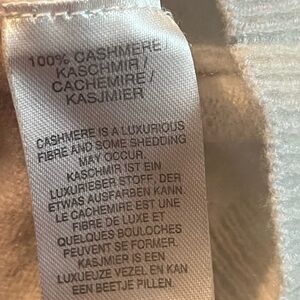 100% CASHMERE
KASCHMIR /
CACHEMIRE /
KASJMIER
CASHMERE IS A LUXURIOUS
FIBRE AND SOME SHEDDING
MAY OCCUR.
KASCHMIR IST EIN
LUXURIESER STOFF, DER
ETWAS AUSFARBEN KANN.
LE CACHEMIRE EST UNE
FIBRE DE LUXE ET
QUELQUES BOULOCHES
PEUVENT SE FORMER.
KASJMIER IS EEN
LUXUEUZE VEZEL EN KAN
EEN BEETJE PILLEN.